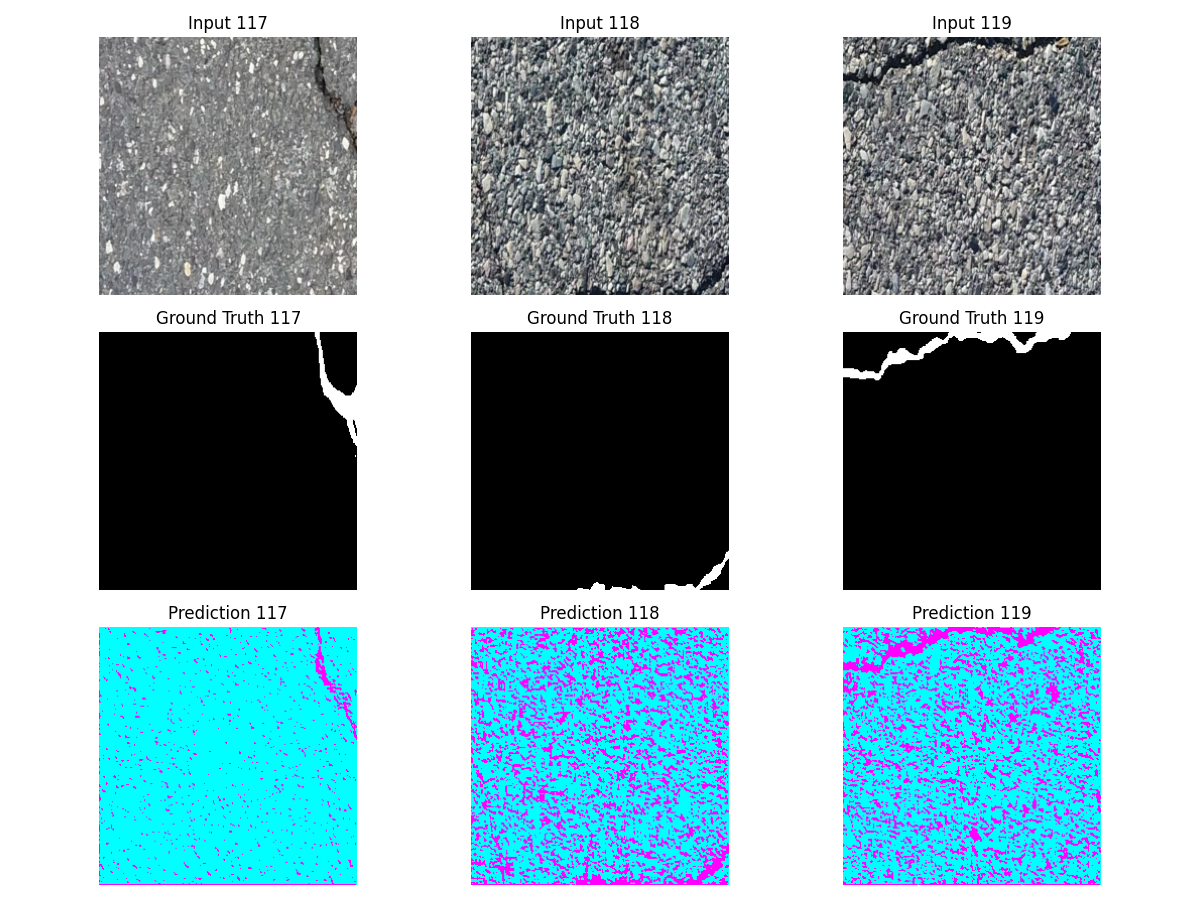 Input 117
Input 118
Input 119
Ground Truth 117
Ground Truth 118
Ground Truth 119
Prediction 117
Prediction 118
Prediction 119